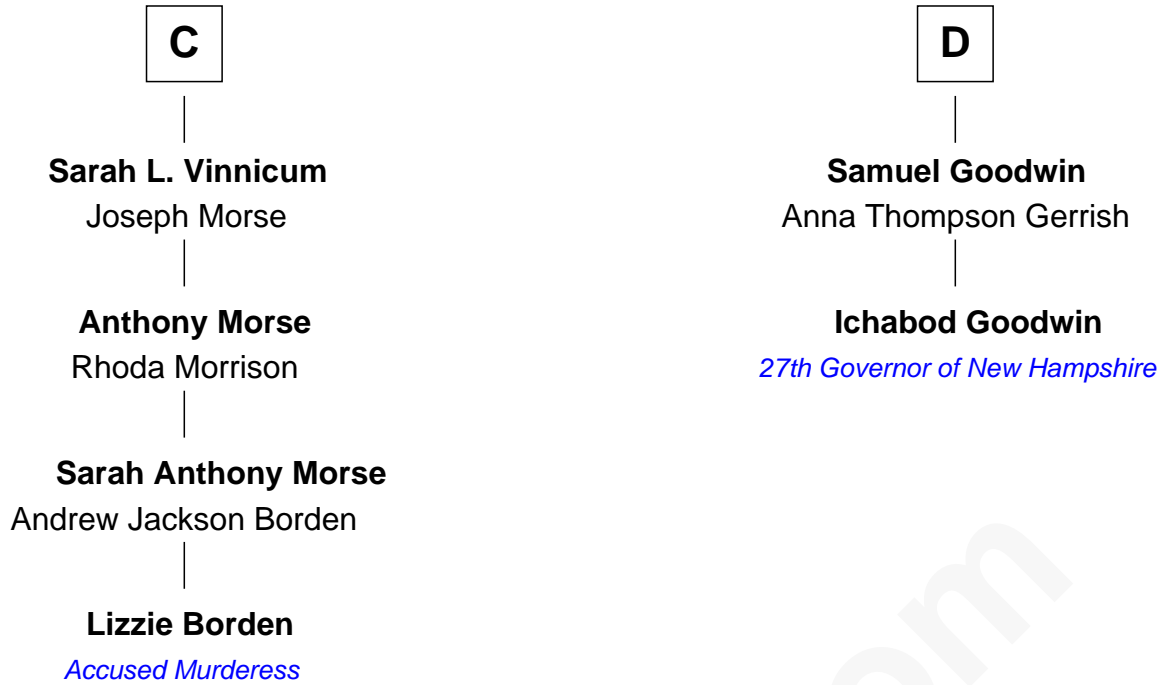 C
Sarah L. Vinnicum
Joseph Morse
Anthony Morse
Rhoda Morrison
Sarah Anthony Morse
Andrew Jackson Borden
Lizzie Borden
Accused Murderess
D
Samuel Goodwin
Anna Thompson Gerrish
Ichabod Goodwin
27th Governor of New Hampshire
om